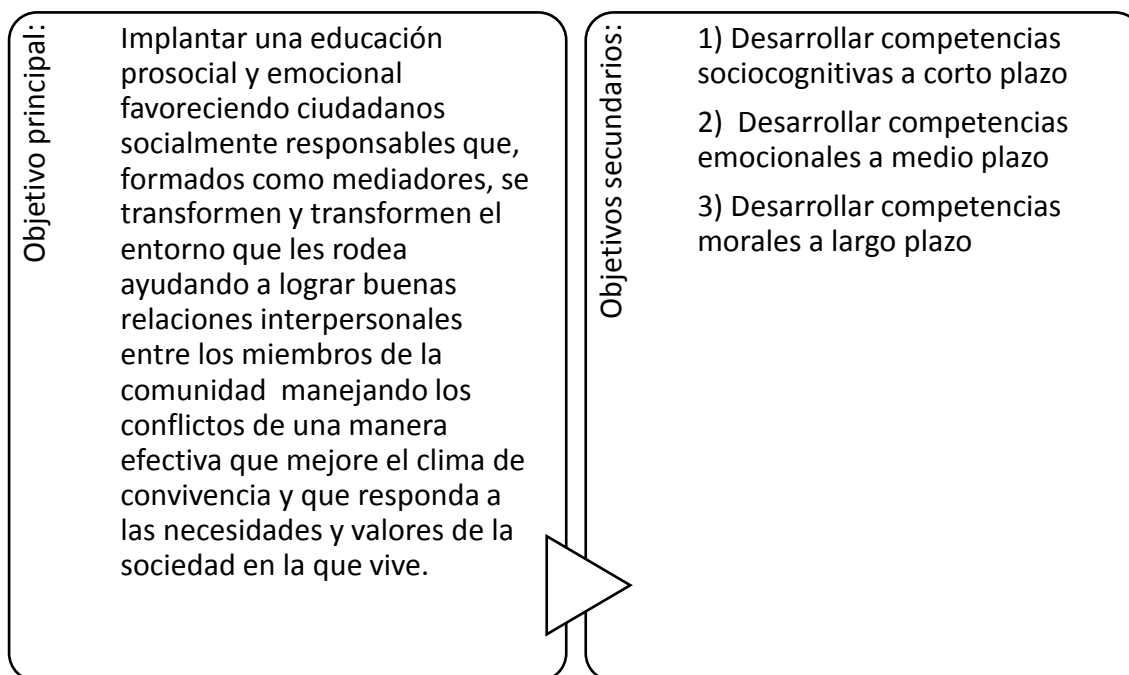 Objetivo principal:
Implantar una educación
prosocial y emocional
favoreciendo ciudadanos
socialmente responsables que,
formados como mediadores, se
transformen y transformen el
entorno que les rodea
ayudando a lograr buenas
relaciones interpersonales
entre los miembros de la
comunidad manejando los
conflictos de una manera
efectiva que mejore el clima de
convivencia y que responda a
las necesidades y valores de la
sociedad en la que vive.
Objetivos secundarios:
1) Desarrollar competencias
sociocognitivas a corto plazo
2) Desarrollar competencias
emocionales a medio plazo
3) Desarrollar competencias
morales a largo plazo